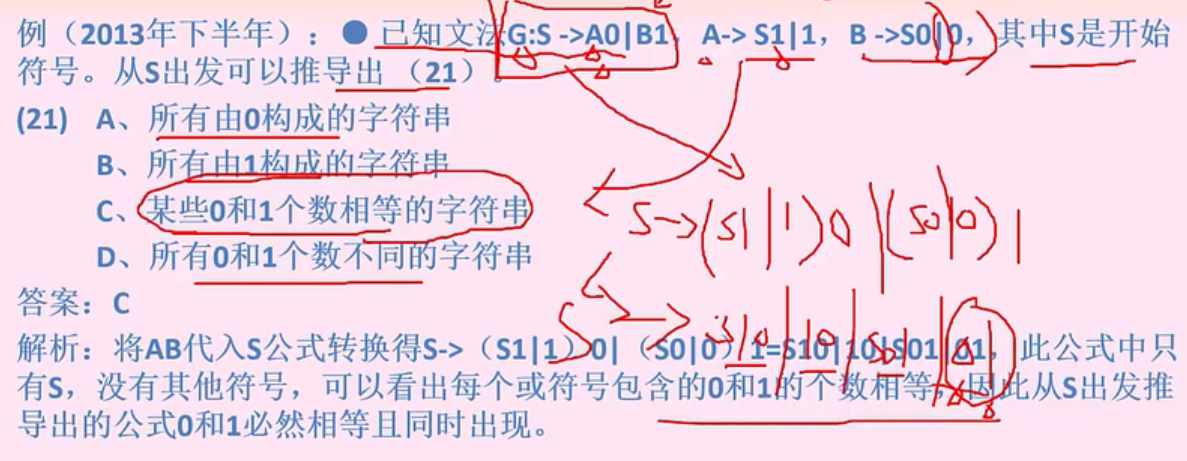 例（2013年下半年）：● 已知文法G:S ->A0|B1，A-> S1|1，B ->S0|0，其中S是开始
符号。从S出发可以推导出 （21）。
(21) A、所有由0构成的字符串
B、所有由1构成的字符串
C、某些0和1个数相等的字符串
S→(S1|1)0|(S0|0)1
D、所有0和1个数不同的字符串
答案：C
S→S10|10|S01|01
解析：将AB代入S公式转换得S->（S1|1）0|（S0|0）1=S10|10|S01|01，此公式中只
有S，没有其他符号，可以看出每个或符号包含的0和1的个数相等，因此从S出发推
导出的公式0和1必然相等且同时出现。